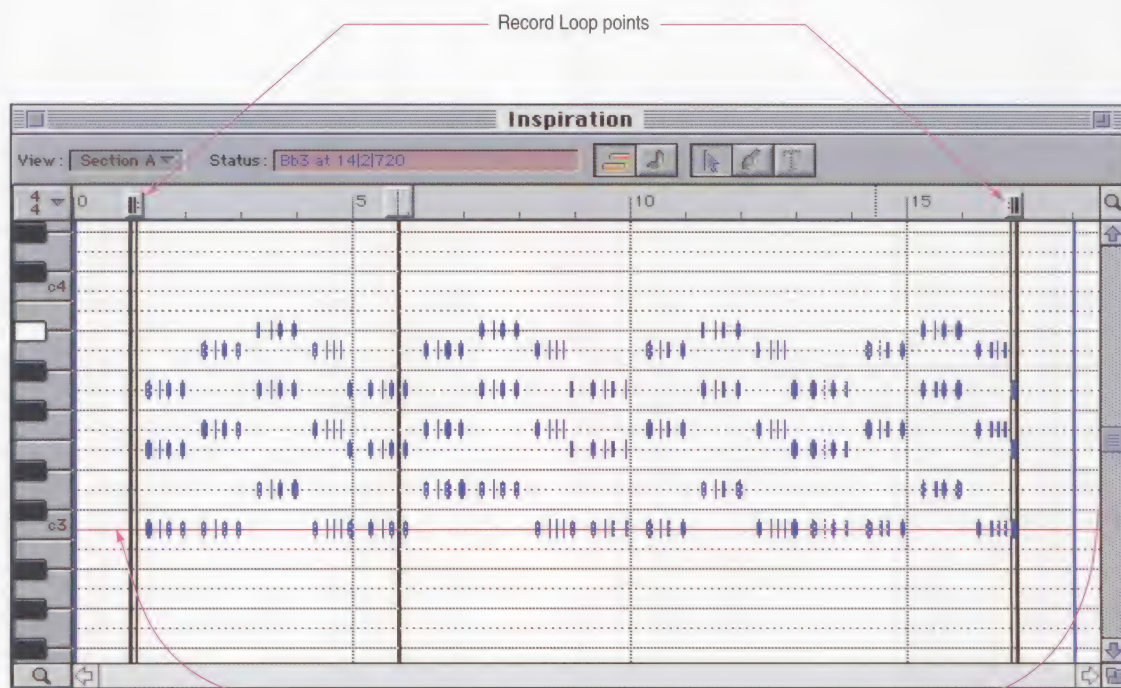 Record Loop points
Inspiration
View : Section A Status : Bb3 at 14|2|720
4
4
0 5 10 15
c4
c3